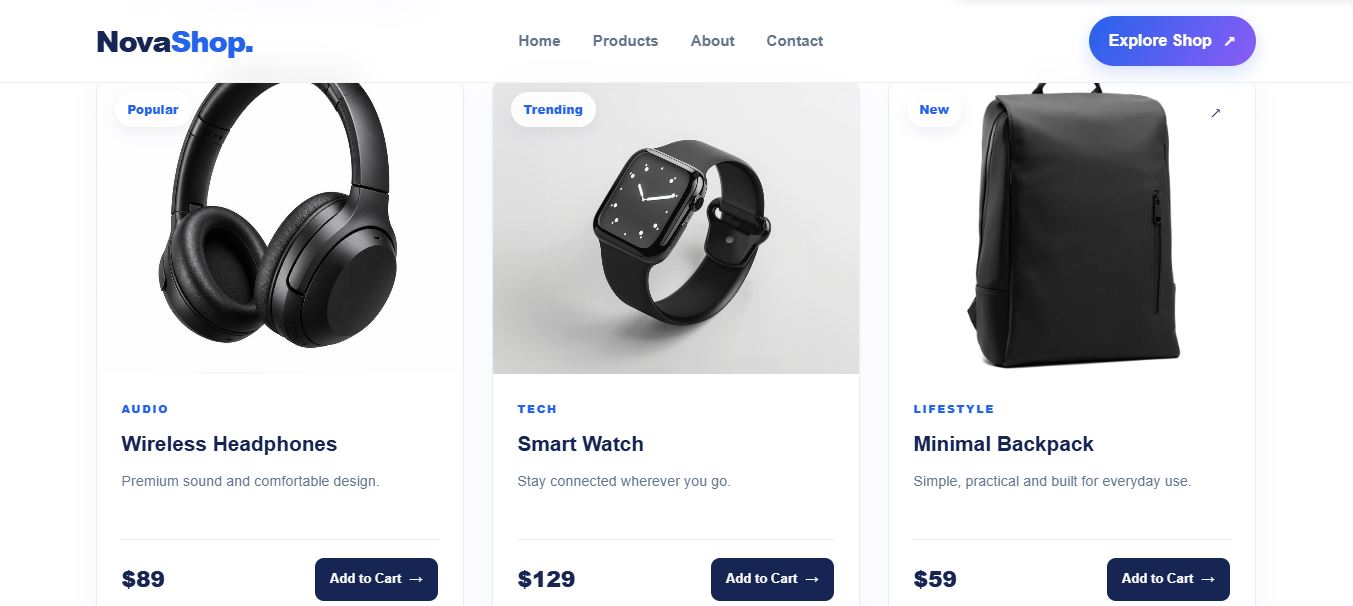 NovaShop.
Home Products About Contact
Explore Shop ↗
Popular
Trending
New
↗
AUDIO
Wireless Headphones
Premium sound and comfortable design.
$89
Add to Cart →
TECH
Smart Watch
Stay connected wherever you go.
$129
Add to Cart →
LIFESTYLE
Minimal Backpack
Simple, practical and built for everyday use.
$59
Add to Cart →